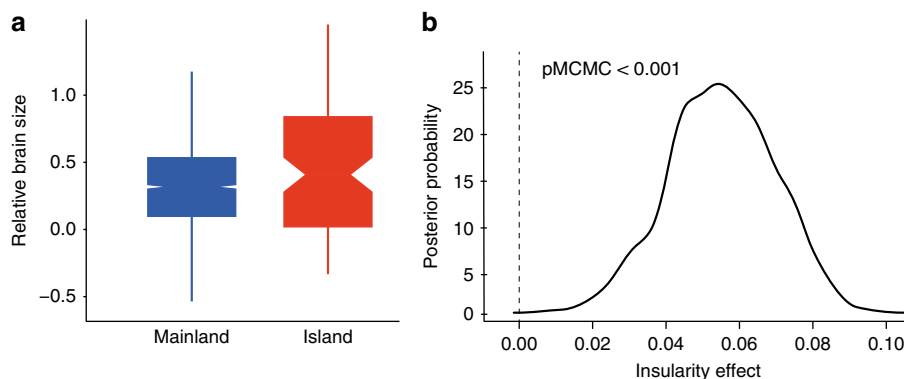 a
Relative brain size
1.0
0.5
0.0
−0.5
Mainland
Island
b
pMCMC < 0.001
Posterior probability
25
20
15
10
5
0
0.00
0.02
0.04
0.06
0.08
0.10
Insularity effect